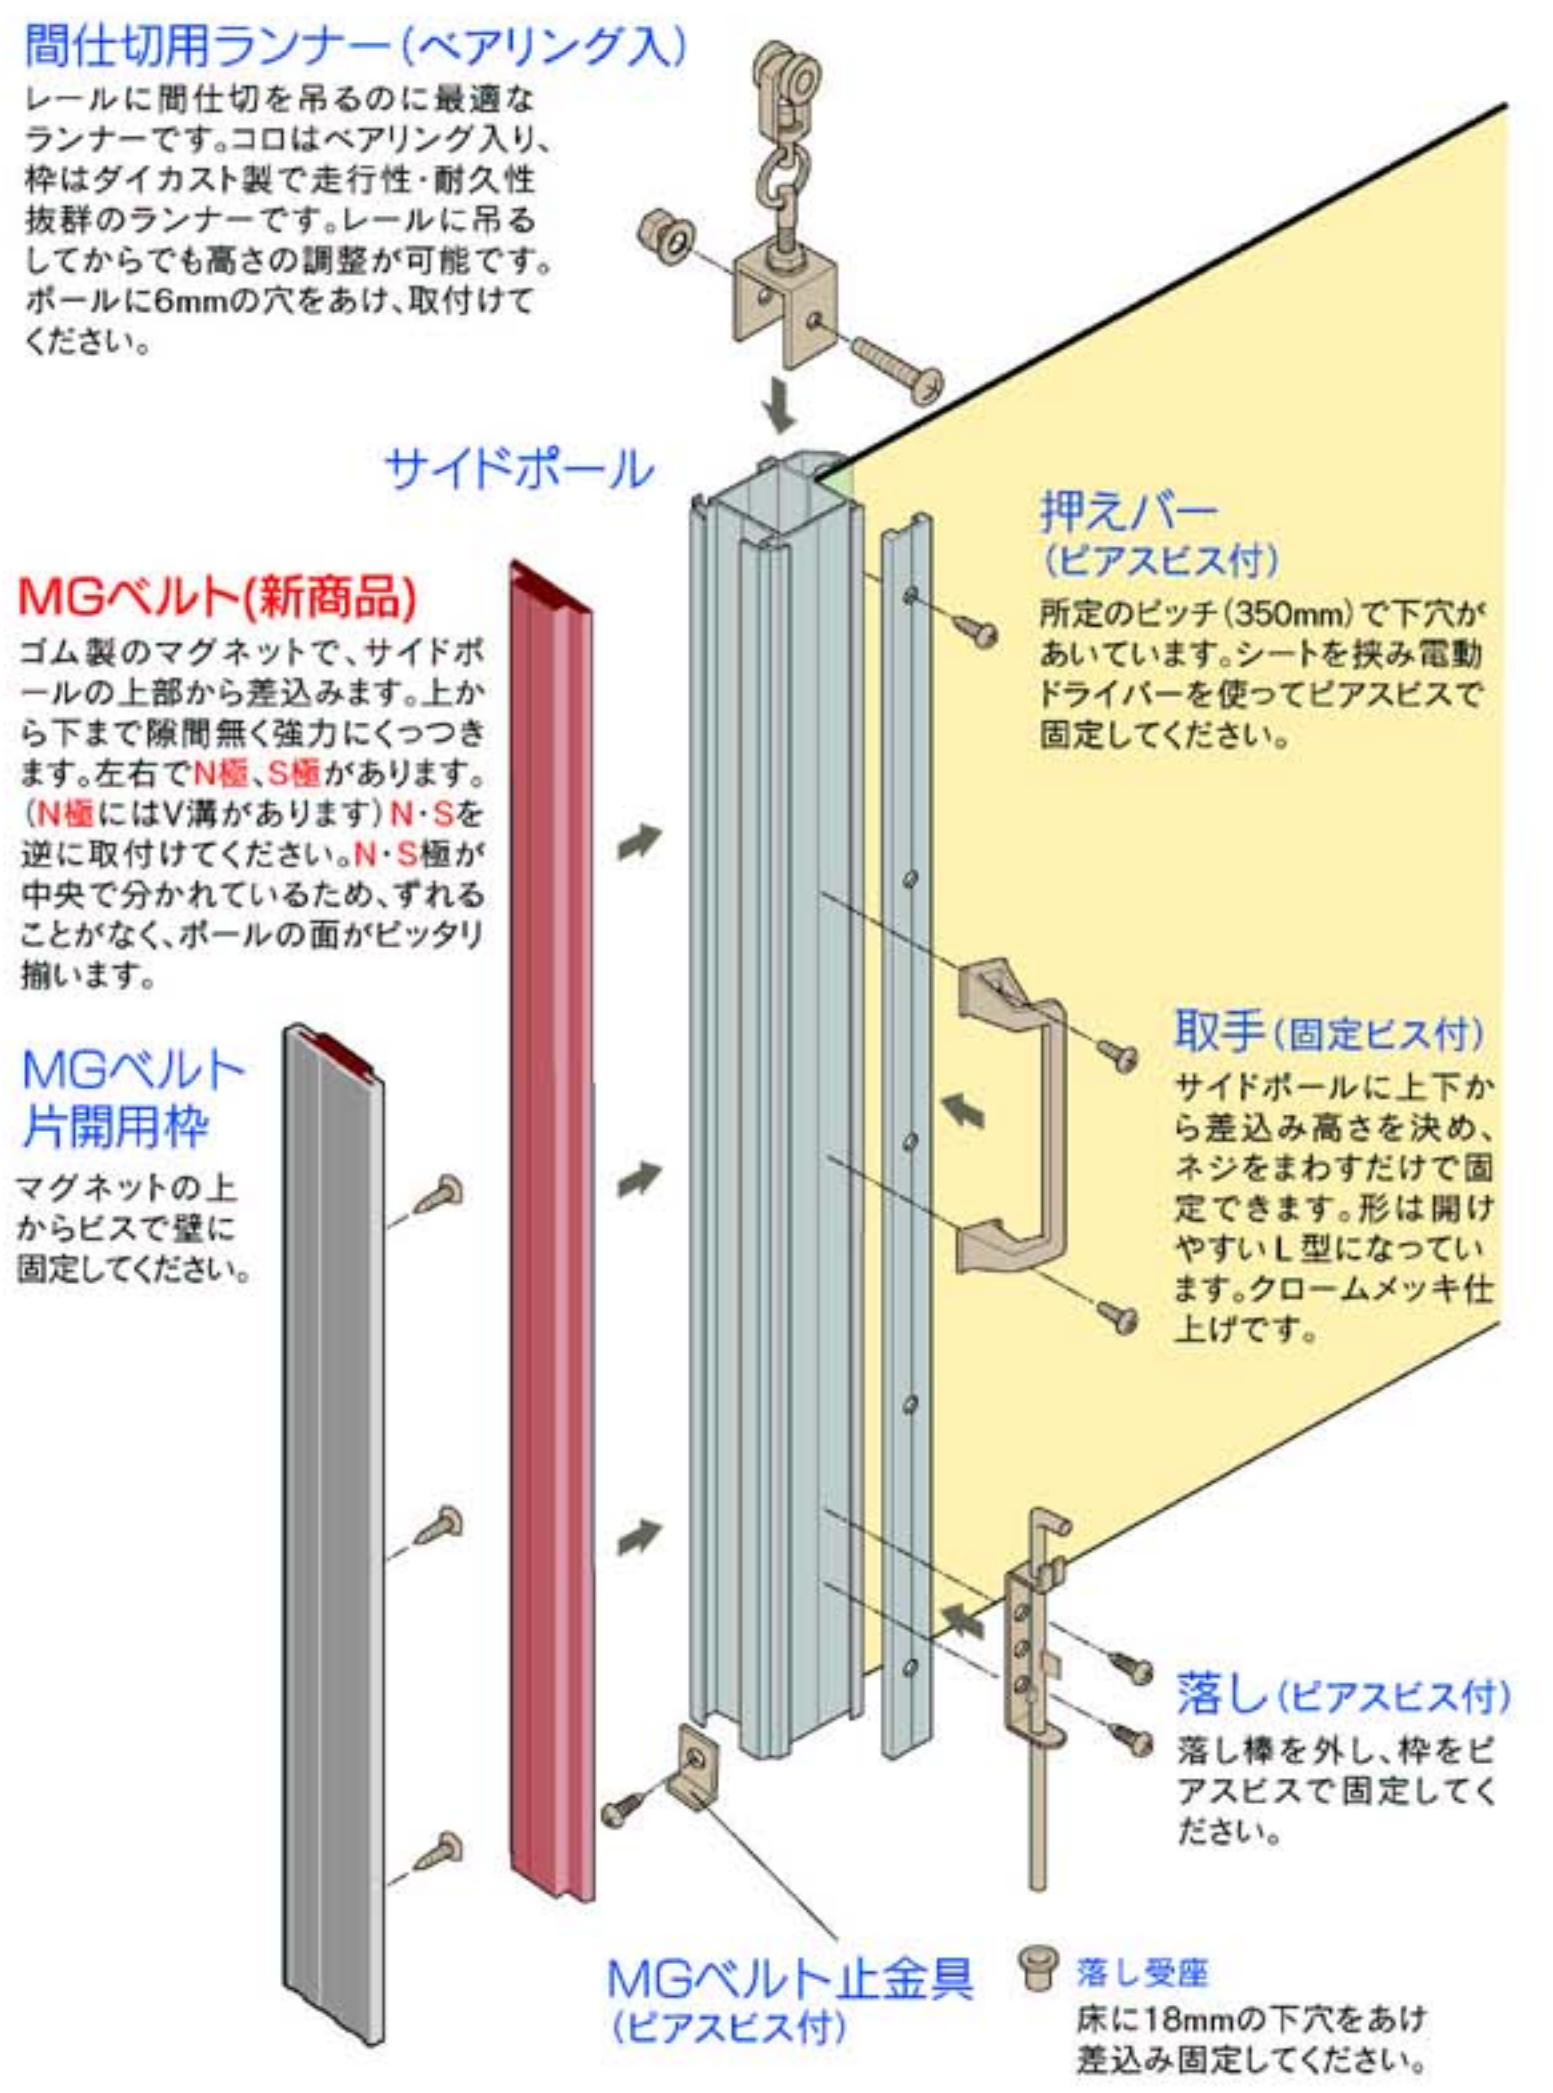 間仕切用ランナー(ベアリング入)
レールに間仕切を吊るのに最適な
ランナーです。コロはベアリング入り、
枠はダイカスト製で走行性・耐久性
抜群のランナーです。レールに吊る
してからでも高さの調整が可能です。
ポールに6mmの穴をあけ、取付けて
ください。
サイドポール
MGベルト(新商品)
ゴム製のマグネットで、サイドポ
ールの上部から差込みます。上か
ら下まで隙間無く強力にくっつき
ます。左右でN極、S極があります。
(N極にはV溝があります)N・Sを
逆に取付けてください。N・S極が
中央で分かれているため、ずれる
ことがなく、ポールの面がピッタリ
揃います。
押えバー
(ピアスビス付)
所定のピッチ(350mm)で下穴が
あいています。シートを挟み電動
ドライバーを使ってピアスビスで
固定してください。
取手(固定ビス付)
サイドポールに上下か
ら差込み高さを決め、
ネジをまわすだけで固
定できます。形は開け
やすいL型になってい
ます。クロームメッキ仕
上げです。
MGベルト
片開用枠
マグネットの上
からビスで壁に
固定してください。
落し(ピアスビス付)
落し棒を外し、枠をピ
アスビスで固定してく
ださい。
MGベルト止金具
(ピアスビス付)
落し受座
床に18mmの下穴をあけ
差込み固定してください。